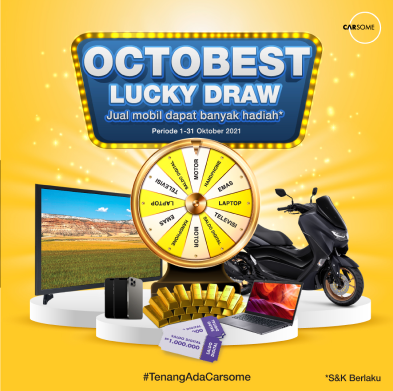 CARSOME
OCTOBEST
LUCKY DRAW
Jual mobil dapat banyak hadiah*
Periode 1-31 Oktober 2021
MOTOR
HANDPHONE
EMAS
LAPTOP
TELEVISI
MOTOR
HANDPHONE
EMAS
LAPTOP
TELEVISI
1.000.000
#TenangAdaCarsome
*S&K Berlaku